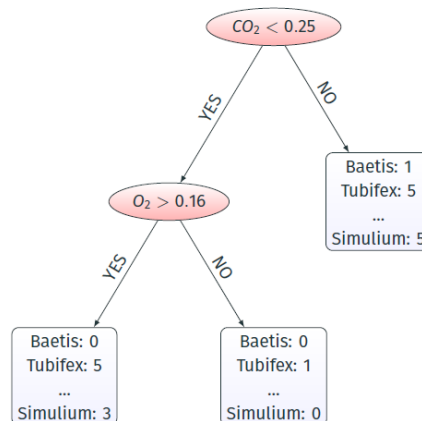 CO₂ < 0.25
YES
NO
Baetis: 1
Tubifex: 5
...
Simulium: 5
O₂ > 0.16
YES
NO
Baetis: 0
Tubifex: 5
...
Simulium: 3
Baetis: 0
Tubifex: 1
...
Simulium: 0